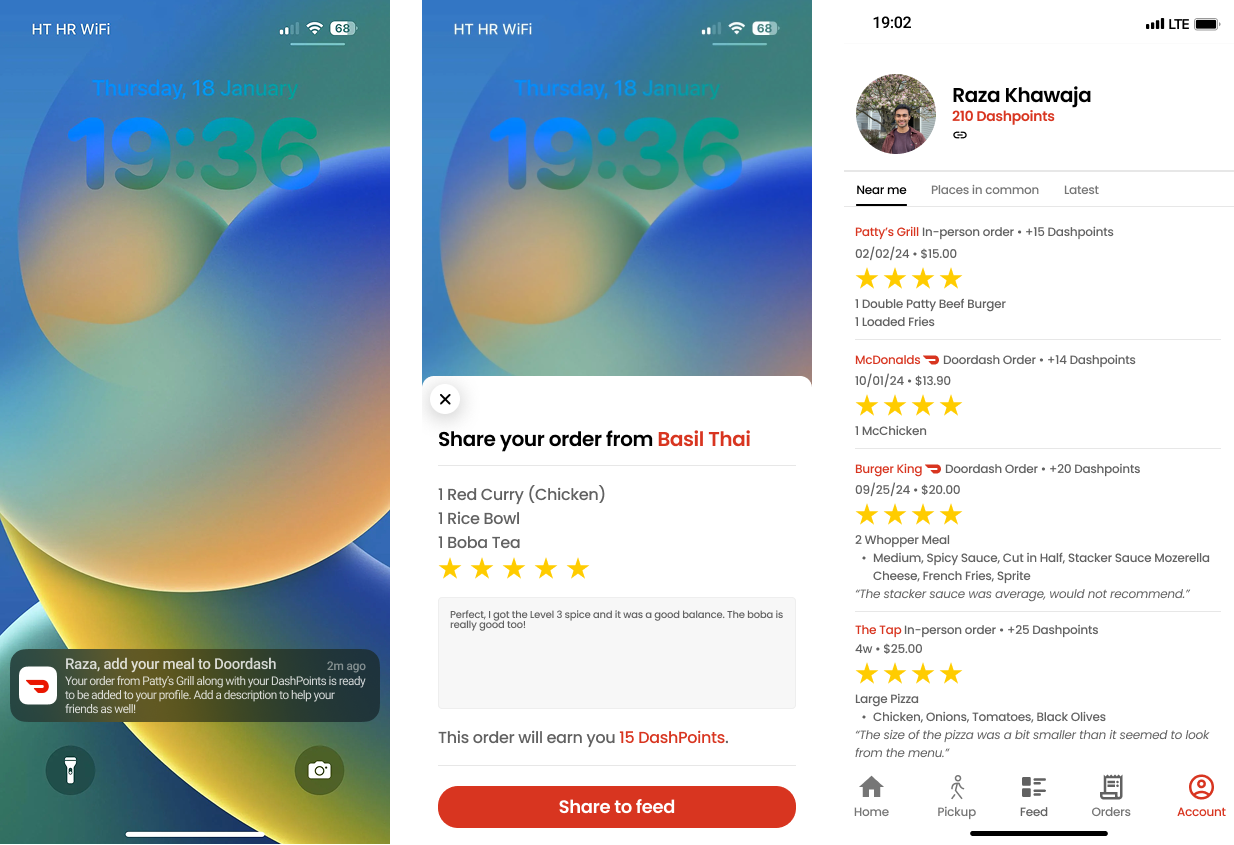 HT HR WiFi
68
Thursday, 18 January
19:36
Raza, add your meal to Doordash
2m ago
Your order from Patty's Grill along with your DashPoints is ready
to be added to your profile. Add a description to help your
friends as well!
HT HR WiFi
68
Thursday, 18 January
19:36
Share your order from Basil Thai
1 Red Curry (Chicken)
1 Rice Bowl
1 Boba Tea
Perfect, I got the Level 3 spice and it was a good balance. The boba is
really good too!
This order will earn you 15 DashPoints.
Share to feed
19:02
LTE
Raza Khawaja
210 Dashpoints
Near me Places in common Latest
Patty's Grill In-person order • +15 Dashpoints
02/02/24 • $15.00
1 Double Patty Beef Burger
1 Loaded Fries
McDonalds Doordash Order • +14 Dashpoints
10/01/24 • $13.90
1 McChicken
Burger King Doordash Order • +20 Dashpoints
09/25/24 • $20.00
2 Whopper Meal
• Medium, Spicy Sauce, Cut in Half, Stacker Sauce Mozerella
Cheese, French Fries, Sprite
“The stacker sauce was average, would not recommend.”
The Tap In-person order • +25 Dashpoints
4w • $25.00
Large Pizza
• Chicken, Onions, Tomatoes, Black Olives
“The size of the pizza was a bit smaller than it seemed to look
from the menu.”
Home Pickup Feed Orders Account